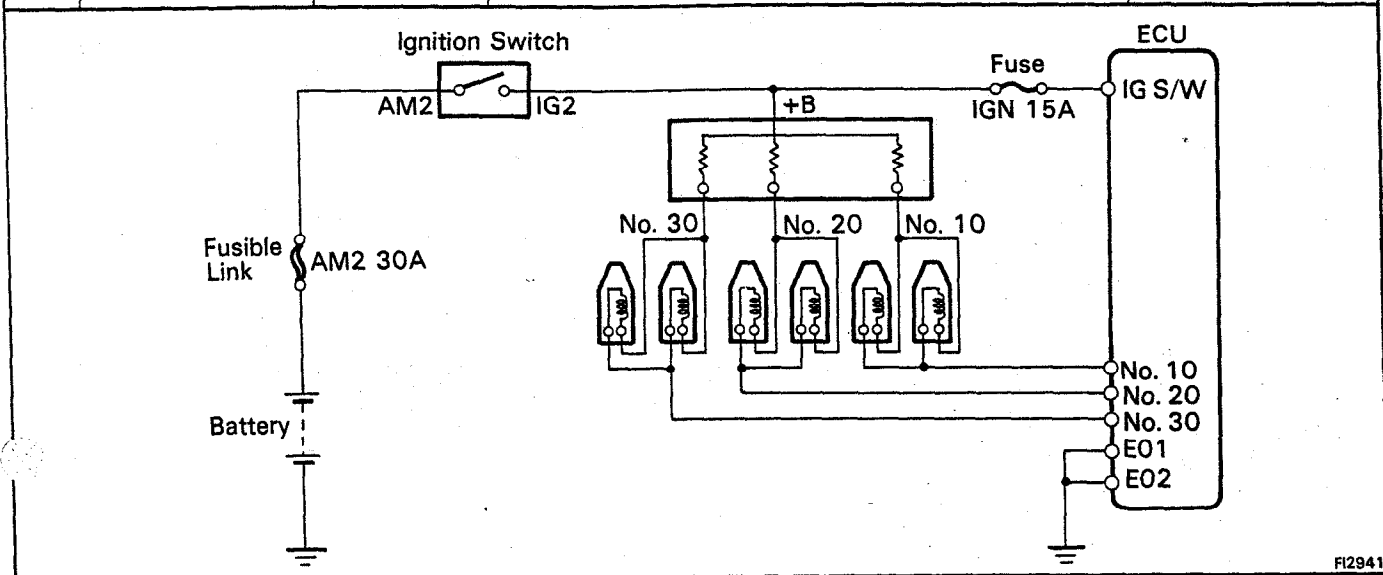 Ignition Switch
AM2
IG2
+B
Fuse
IGN 15A
ECU
IG S/W
No. 30
No. 20
No. 10
Fusible
Link
AM2 30A
Battery
No. 10
No. 20
No. 30
E01
E02
FI2941